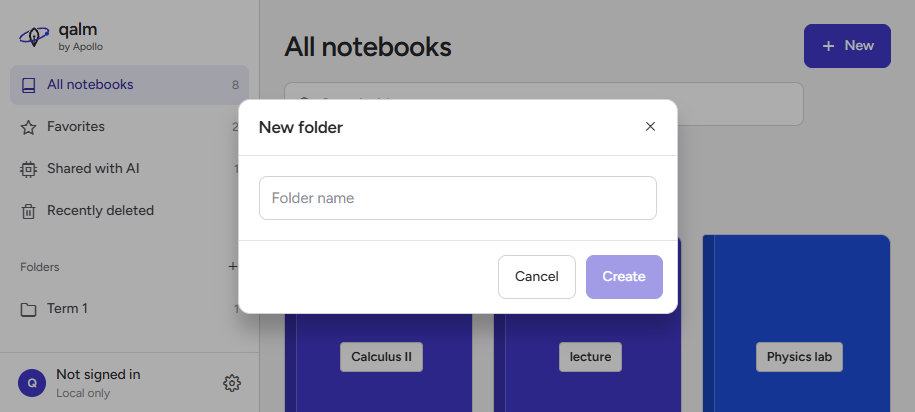 qalm
by Apollo
All notebooks
8
Favorites
2
Shared with AI
1
Recently deleted
Folders
+
Term 1
1
Q
Not signed in
Local only
All notebooks
+ New
New folder
×
Folder name
Cancel
Create
Calculus II
lecture
Physics lab